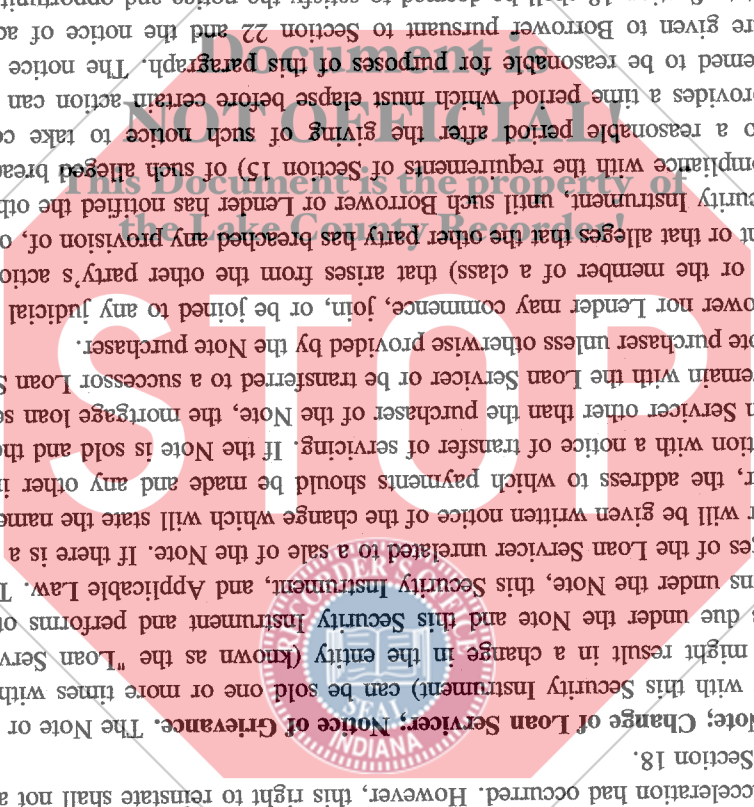 cceleration had occurred. However, this right to reinstate shall not a
Section 18.
Note; Change of Loan Servicer; Notice of Grievance. The Note or
with this Security Instrument) can be sold one or more times with
might result in a change in the entity (known as the "Loan Serv
s due under the Note and this Security Instrument and performs ot
ns under the Note, this Security Instrument, and Applicable Law. T
ges of the Loan Servicer unrelated to a sale of the Note. If there is a
r will be given written notice of the change which will state the name
r, the address to which payments should be made and any other in
tion with a notice of transfer of servicing. If the Note is sold and the
n Servicer other than the purchaser of the Note, the mortgage loan se
remain with the Loan Servicer or be transferred to a successor Loan S
ote purchaser unless otherwise provided by the Note purchaser.
ower nor Lender may commence, join, or be joined to any judicial
or the member of a class) that arises from the other party's action
nt or that alleges that the other party has breached any provision of, o
curity Instrument, until such Borrower or Lender has notified the oth
mpliance with the requirements of Section 15) of such alleged breac
o a reasonable period after the giving of such notice to take co
rovides a time period which must elapse before certain action can
emed to be reasonable for purposes of this paragraph. The notice
re given to Borrower pursuant to Section 22 and the notice of ac
Document is
NOT OFFICIAL!
This Document is the property of
the Lake County Recorder!
STOP
RECORDER'S OFFICE
SEAL
INDIANA